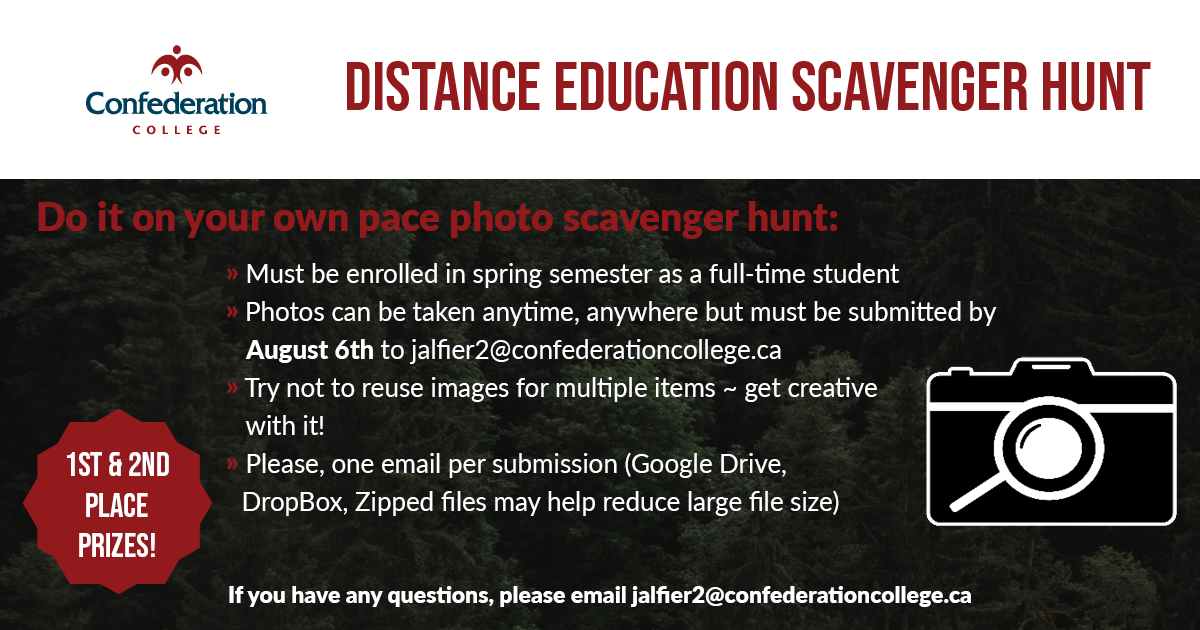 Confederation
COLLEGE
DISTANCE EDUCATION SCAVENGER HUNT
Do it on your own pace photo scavenger hunt:
» Must be enrolled in spring semester as a full-time student
» Photos can be taken anytime, anywhere but must be submitted by
August 6th to jalfier2@confederationcollege.ca
» Try not to reuse images for multiple items ~ get creative
with it!
» Please, one email per submission (Google Drive,
DropBox, Zipped files may help reduce large file size)
1ST & 2ND
PLACE
PRIZES!
If you have any questions, please email jalfier2@confederationcollege.ca